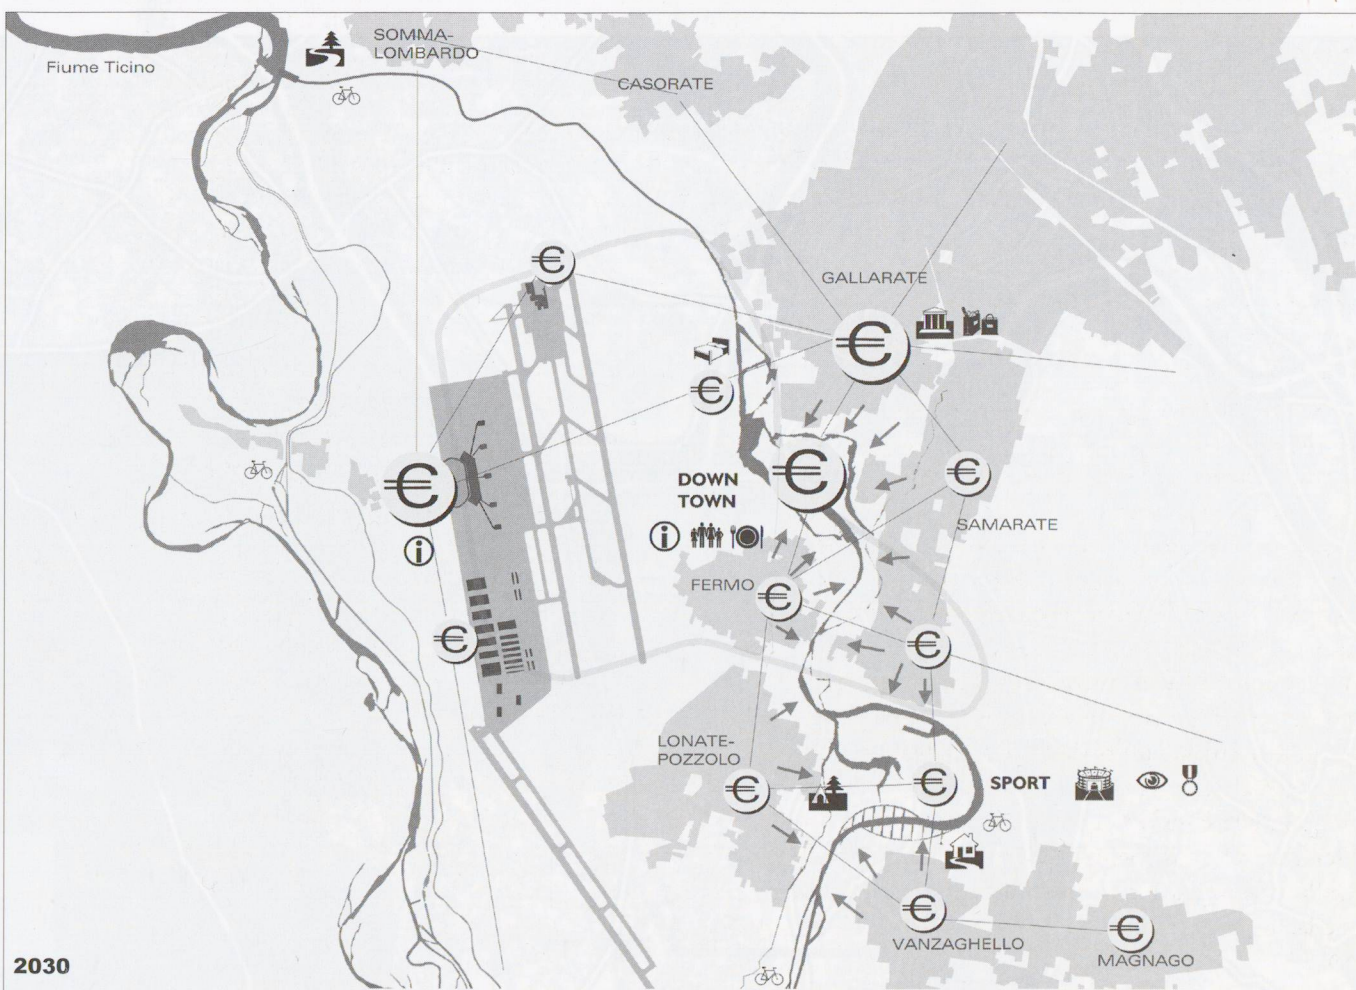 SOMMA-
LOMBARDO
Fiume Ticino
CASORATE
GALLARATE
€
€
€
€
€
DOWN
TOWN
€
SAMARATE
i
i
FERMO
€
€
€
LONATE-
POZZOLO
€
€
SPORT
€
VANZAGHELLO
€
MAGNAGO
2030